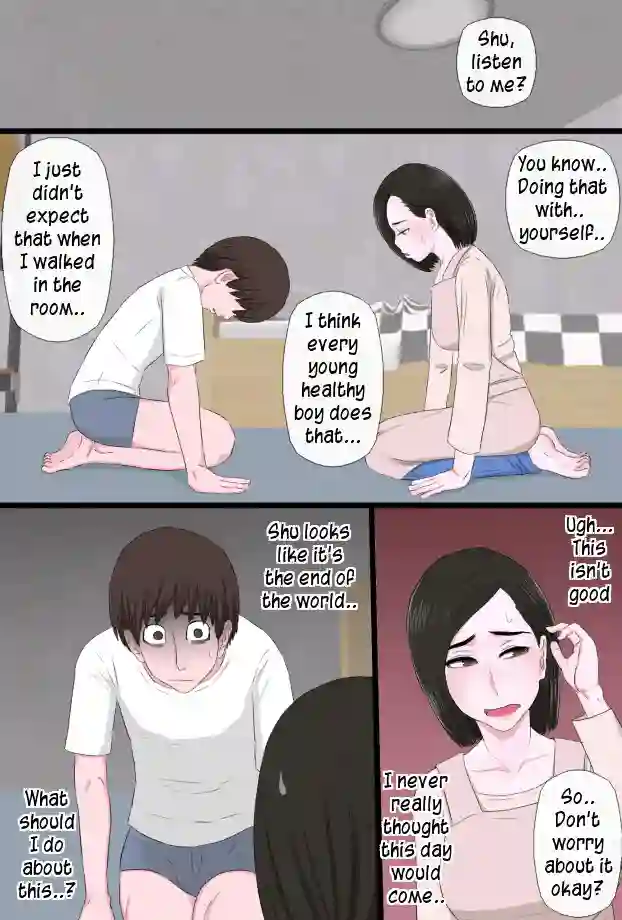 Shu,
listen
to me?
I just
didn't
expect
that when
I walked
in the
room..
You know..
Doing that
with..
yourself..
I think
every
young
healthy
boy does
that...
Shu looks
like it's
the end of
the world..
What
should
I do
about
this..?
Ugh...
This
isn't
good
I never
really
thought
this day
would
come..
So..
Don't
worry
about it
okay?